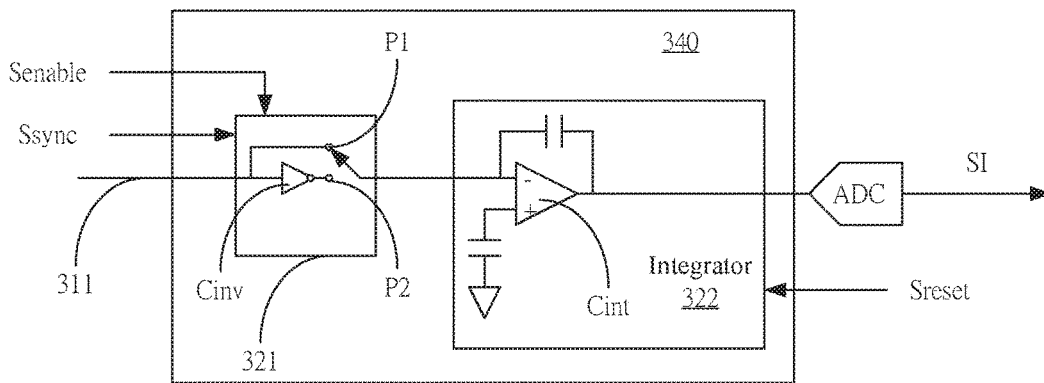 P1
340
Senable
Ssync
SI
ADC
-
+
311
Cinv
P2
Cint
Integrator
322
Sreset
321